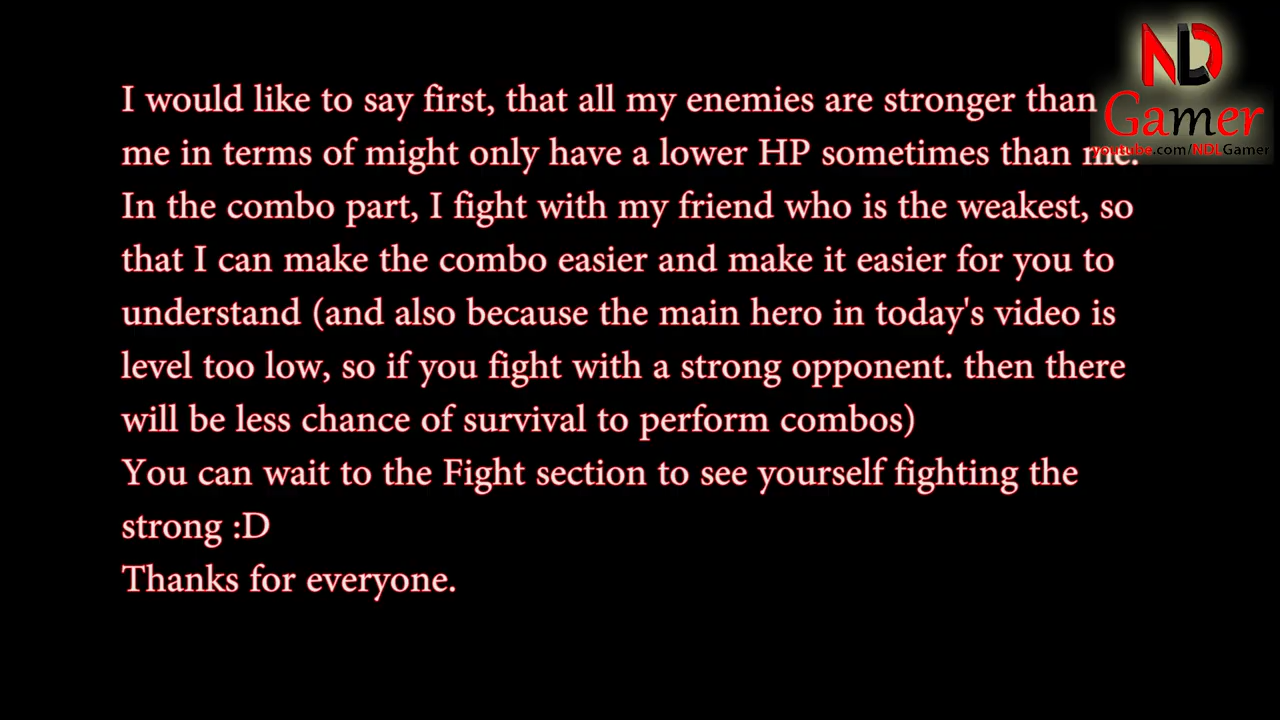 I would like to say first, that all my enemies are stronger than
me in terms of might only have a lower HP sometimes than me.
In the combo part, I fight with my friend who is the weakest, so
that I can make the combo easier and make it easier for you to
understand (and also because the main hero in today's video is
level too low, so if you fight with a strong opponent. then there
will be less chance of survival to perform combos)
You can wait to the Fight section to see yourself fighting the
strong :D
Thanks for everyone.
NLD
Gamer
youtube.com/NDLGamer